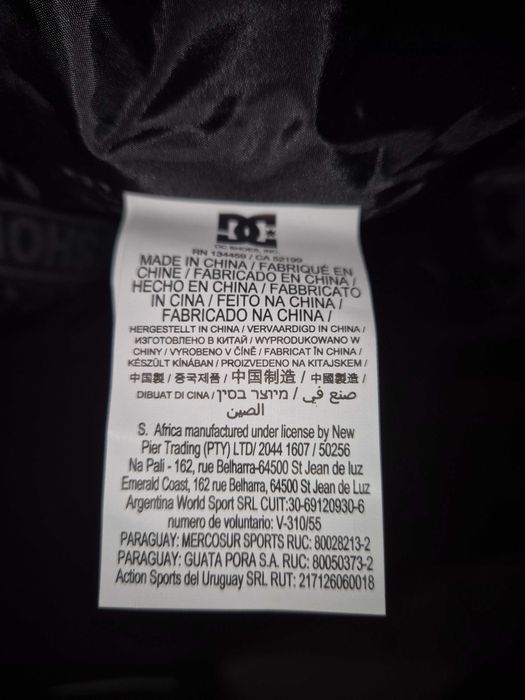 DC
DC SHOES, INC.
RN 134459 / CA 52199
MADE IN CHINA / FABRIQUÉ EN
CHINE / FABRICADO EN CHINA /
HECHO EN CHINA / FABBRICATO
IN CINA / FEITO NA CHINA /
FABRICADO NA CHINA /
HERGESTELLT IN CHINA / VERVAARDIGD IN CHINA /
ИЗГОТОВЛЕНО В КИТАЙ / WYPRODUKOWANO W
CHINY / VYROBENO V ČÍNĚ / FABRICAT ÎN CHINA /
KÉSZÜLT KÍNÁBAN / PROIZVEDENO NA KITAJSKEM /
中国製 / 중국제품 / 中国制造 / 中國製造 /
DIBUAT DI CINA / מיוצר בסין / صنع في
الصين
S. Africa manufactured under license by New
Pier Trading (PTY) LTD/ 2044 1607 / 50256
Na Pali - 162, rue Belharra-64500 St Jean de luz
Emerald Coast, 162 rue Belharra, 64500 St Jean de Luz
Argentina World Sport SRL CUIT:30-69120930-6
numero de voluntario: V-310/55
PARAGUAY: MERCOSUR SPORTS RUC: 80028213-2
PARAGUAY: GUATA PORA S.A. RUC: 80050373-2
Action Sports del Uruguay SRL RUT: 217126060018